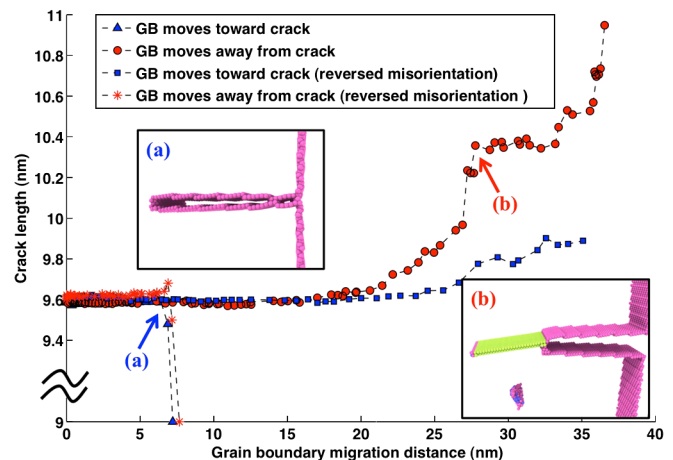 11
10.8
10.6
10.4
10.2
10
9.8
9.6
9.4
9
Crack length (nm)
GB moves toward crack
GB moves away from crack
GB moves toward crack (reversed misorientation)
GB moves away from crack (reversed misorientation )
(a)
(b)
(a)
(b)
0 5 10 15 20 25 30 35 40
Grain boundary migration distance (nm)